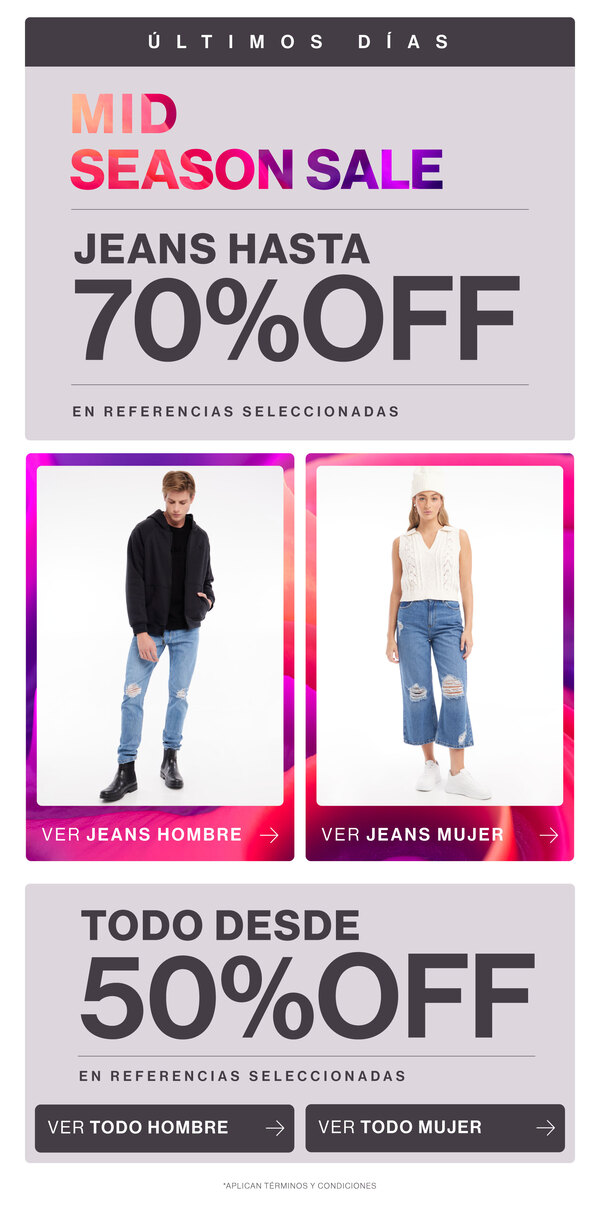 ÚLTIMOS DÍAS
MID
SEASON SALE
JEANS HASTA
70%OFF
EN REFERENCIAS SELECCIONADAS
VER JEANS HOMBRE
VER JEANS MUJER
TODO DESDE
50%OFF
EN REFERENCIAS SELECCIONADAS
VER TODO HOMBRE
VER TODO MUJER
*APLICAN TÉRMINOS Y CONDICIONES